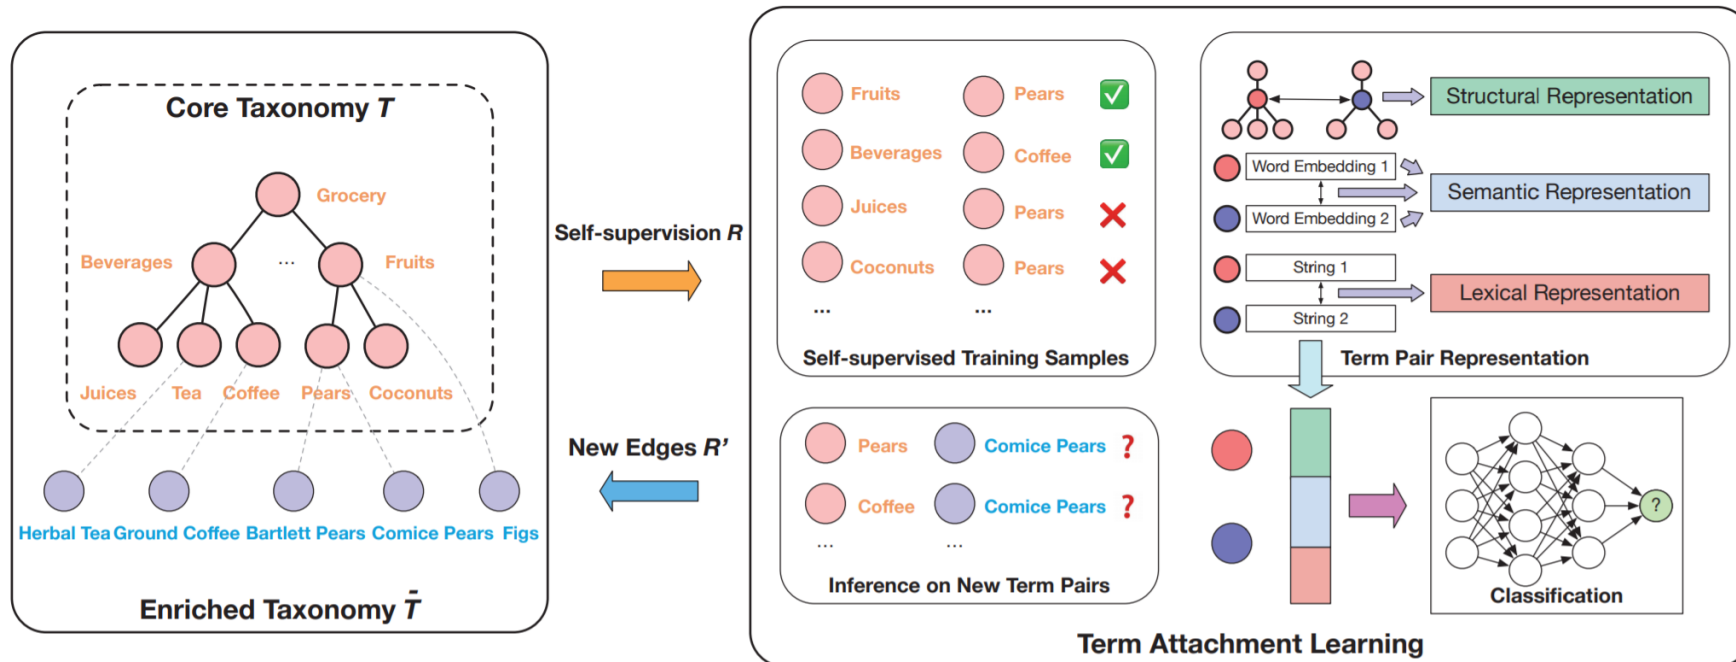 Core Taxonomy T
Grocery
Beverages
...
Fruits
Juices
Tea
Coffee
Pears
Coconuts
Herbal Tea
Ground Coffee
Bartlett Pears
Comice Pears
Figs
Enriched Taxonomy T̄
Self-supervision R
New Edges R'
Fruits Pears
Beverages Coffee
Juices Pears
Coconuts Pears
... ...
Self-supervised Training Samples
Pears Comice Pears ?
Coffee Comice Pears ?
... ...
Inference on New Term Pairs
Structural Representation
Word Embedding 1
Semantic Representation
Word Embedding 2
String 1
Lexical Representation
String 2
Term Pair Representation
?
Classification
Term Attachment Learning